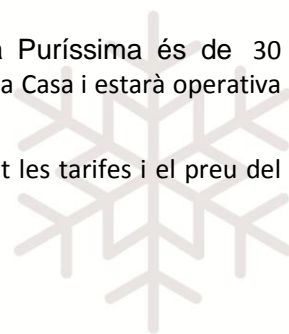 Puríssima és de 30
a Casa i estarà operativa
t les tarifes i el preu del